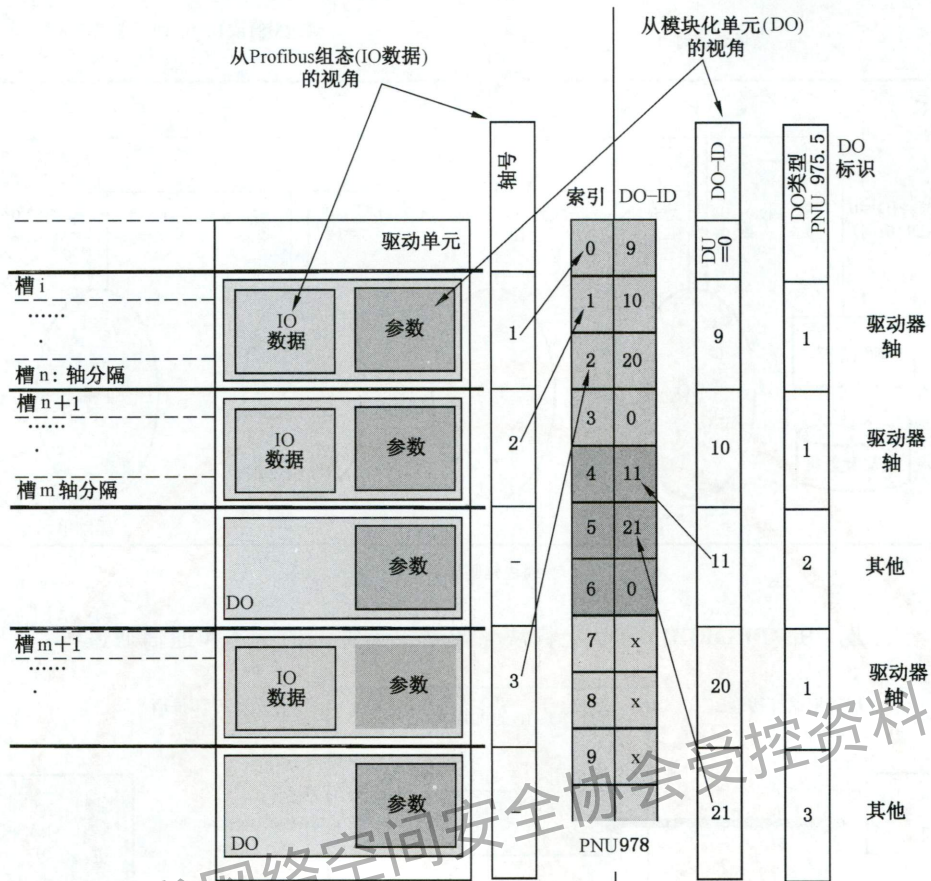 从Profibus组态(IO数据)
的视角
从模块化单元(DO)
的视角
轴号
索引 DO-ID
DO-ID
DO类型
PNU 975.5
DO
标识
驱动单元
DU
=0
0 9
槽 i
……
.
槽 n：轴分隔
IO
数据
参数
1
1 10
2 20
9
1
驱动器
轴
槽 n+1
……
槽 m 轴分隔
IO
数据
参数
2
3 0
4 11
10
1
驱动器
轴
DO
参数
–
5 21
6 0
11
2
其他
槽 m+1
……
.
IO
数据
参数
3
7 x
8 x
20
1
驱动器
轴
DO
参数
–
9 x
21
3
其他
PNU978
网络空间安全协会受控资料